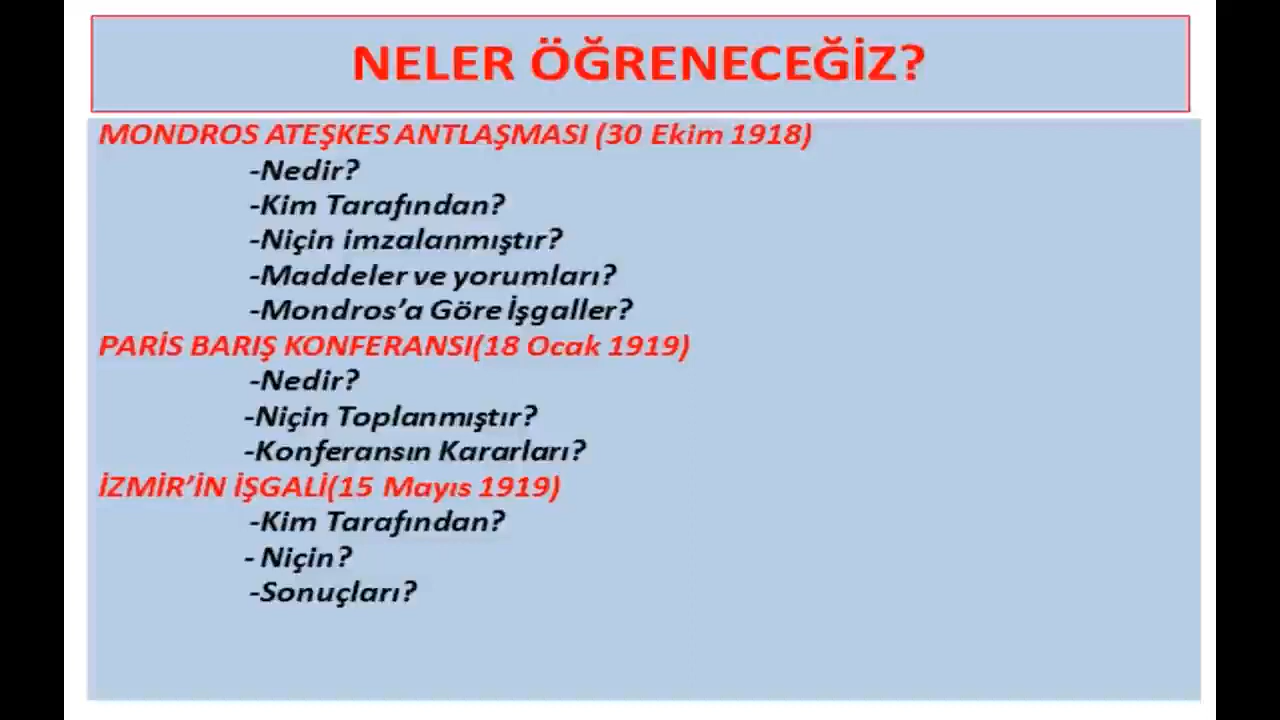 NELER ÖĞRENECEĞİZ?
MONDROS ATEŞKES ANTLAŞMASI (30 Ekim 1918)
-Nedir?
-Kim Tarafından?
-Niçin imzalanmıştır?
-Maddeler ve yorumları?
-Mondros’a Göre İşgaller?
PARİS BARIŞ KONFERANSI(18 Ocak 1919)
-Nedir?
-Niçin Toplanmıştır?
-Konferansın Kararları?
İZMİR’İN İŞGALİ(15 Mayıs 1919)
-Kim Tarafından?
- Niçin?
-Sonuçları?